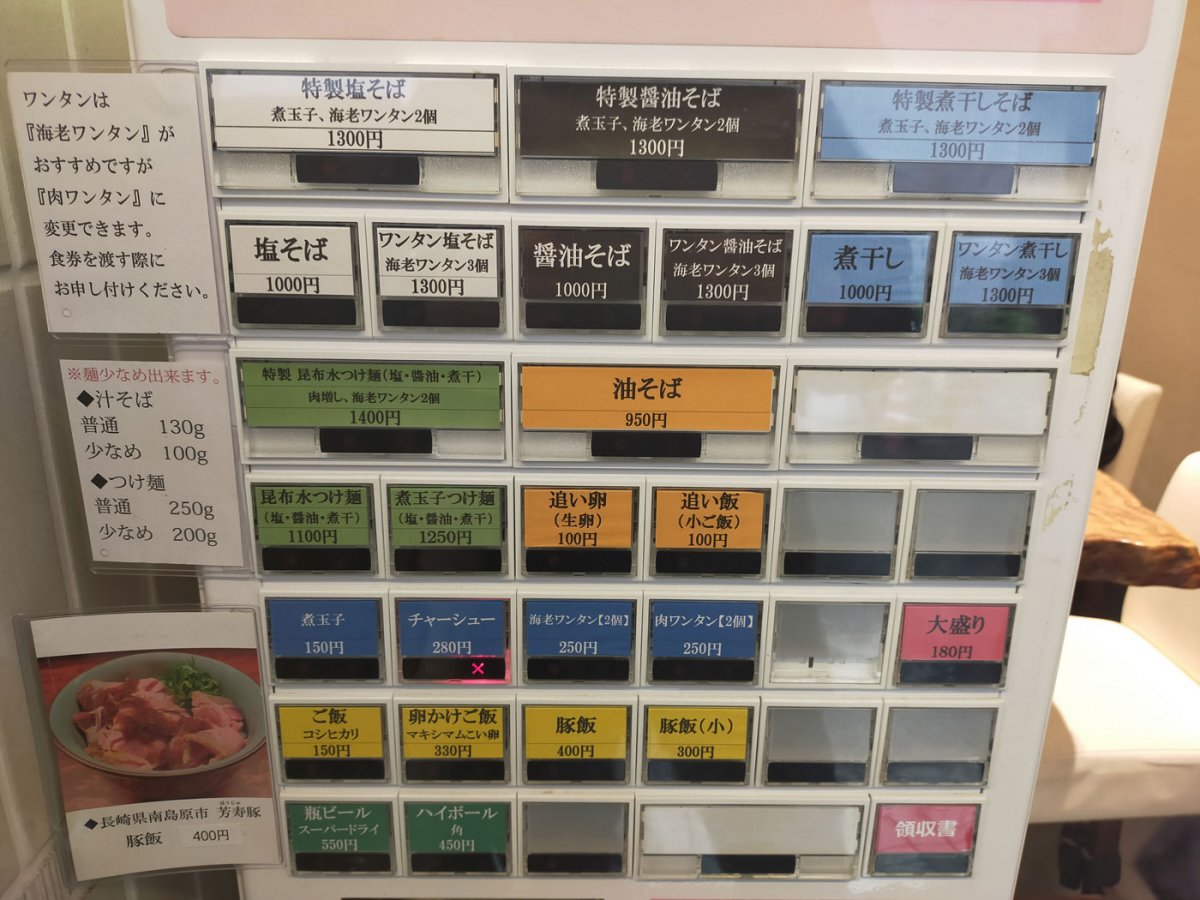 ワンタンは
『海老ワンタン』が
おすすめですが
『肉ワンタン』に
変更できます。
食券を渡す際に
お申し付けください。
※麺少なめ出来ます。
◆汁そば
普通 130g
少なめ 100g
◆つけ麺
普通 250g
少なめ 200g
◆長崎県南島原市 芳寿豚
ほうじゅ
豚飯 400円
特製塩そば
煮玉子、海老ワンタン2個
1300円
特製醤油そば
煮玉子、海老ワンタン2個
1300円
特製煮干しそば
煮玉子、海老ワンタン2個
1300円
塩そば
1000円
ワンタン塩そば
海老ワンタン3個
1300円
醤油そば
1000円
ワンタン醤油そば
海老ワンタン3個
1300円
煮干し
1000円
ワンタン煮干し
海老ワンタン3個
1300円
特製 昆布水つけ麺(塩・醤油・煮干)
肉増し、海老ワンタン2個
1400円
油そば
950円
昆布水つけ麺
(塩・醤油・煮干)
1100円
煮玉子つけ麺
(塩・醤油・煮干)
1250円
追い卵
(生卵)
100円
追い飯
(小ご飯)
100円
煮玉子
150円
チャーシュー
280円
×
海老ワンタン【2個】
250円
肉ワンタン【2個】
250円
大盛り
180円
ご飯
コシヒカリ
150円
卵かけご飯
マキシマムこい卵
330円
豚飯
400円
豚飯(小)
300円
瓶ビール
スーパードライ
550円
ハイボール
角
450円
領収書